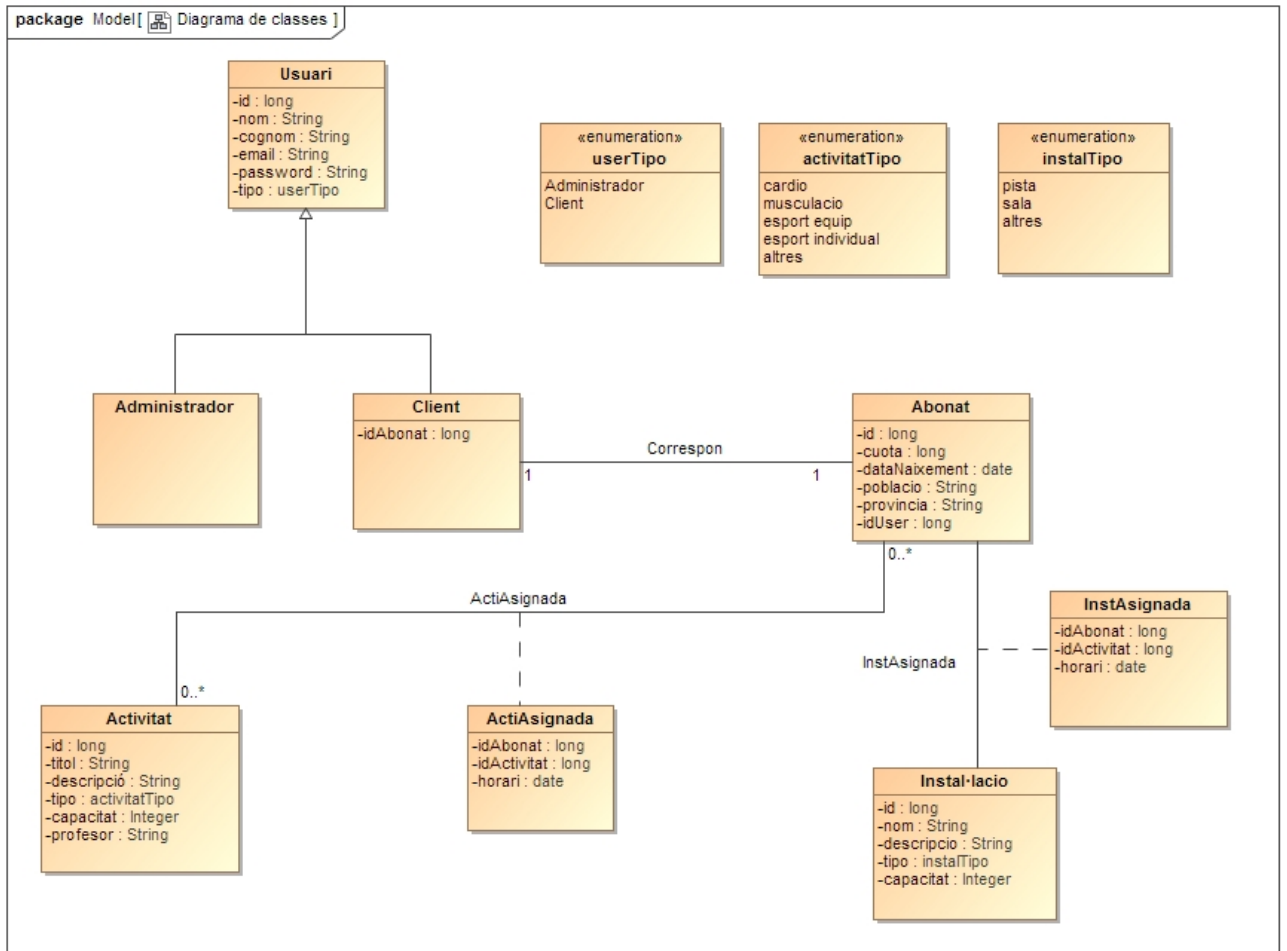 package Model[ Diagrama de classes ]
Usuari
-id : long
-nom : String
-cognom : String
-email : String
-password : String
-tipo : userTipo
«enumeration»
userTipo
Administrador
Client
«enumeration»
activitatTipo
cardio
musculacio
esport equip
esport individual
altres
«enumeration»
instalTipo
pista
sala
altres
Administrador
Client
-idAbonat : long
Correspon
1
1
Abonat
-id : long
-cuota : long
-dataNaixement : date
-poblacio : String
-provincia : String
-idUser : long
0..*
ActiAsignada
0..*
InstAsignada
InstAsignada
-idAbonat : long
-idActivitat : long
-horari : date
Activitat
-id : long
-titol : String
-descripció : String
-tipo : activitatTipo
-capacitat : Integer
-profesor : String
ActiAsignada
-idAbonat : long
-idActivitat : long
-horari : date
Instal·lacio
-id : long
-nom : String
-descripcio : String
-tipo : instalTipo
-capacitat : Integer